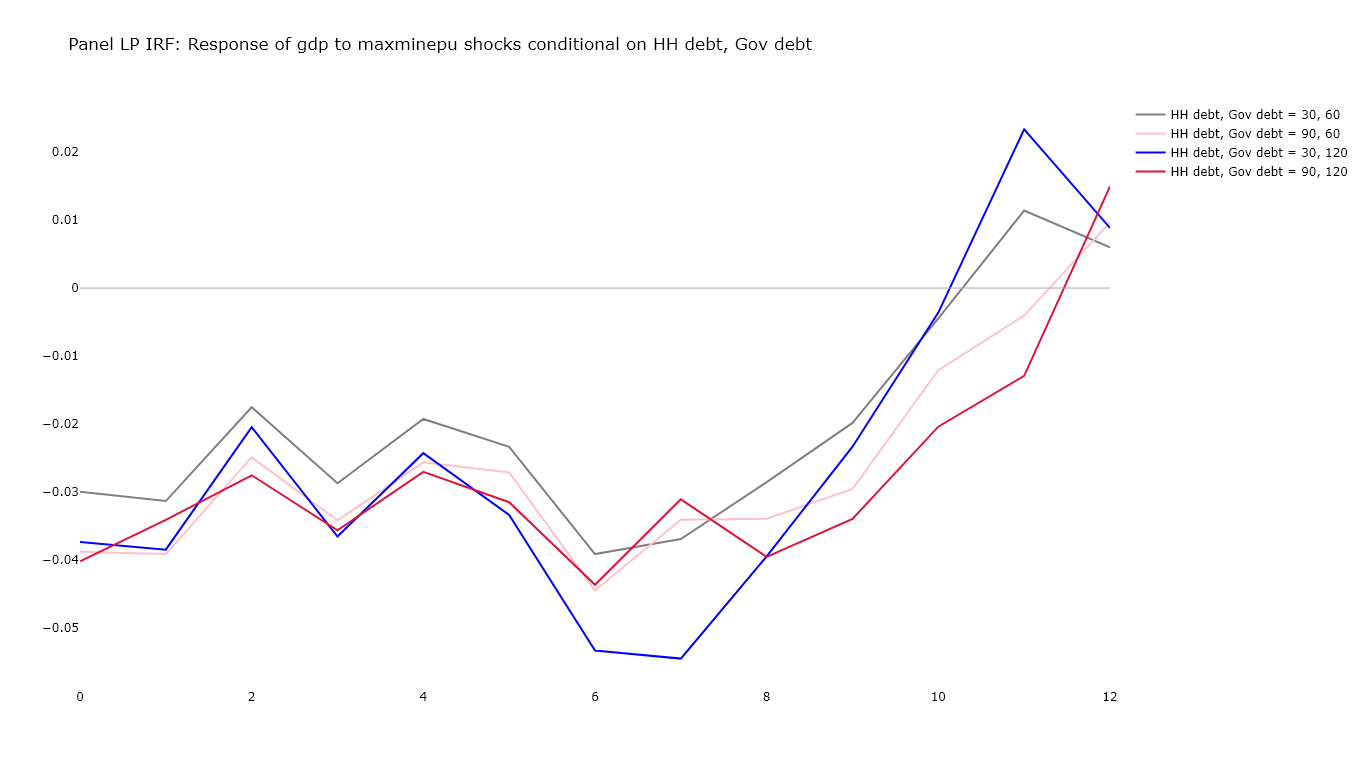 Panel LP IRF: Response of gdp to maxminepu shocks conditional on HH debt, Gov debt
HH debt, Gov debt = 30, 60
HH debt, Gov debt = 90, 60
HH debt, Gov debt = 30, 120
HH debt, Gov debt = 90, 120
0.02
0.01
0
−0.01
−0.02
−0.03
−0.04
−0.05
0 2 4 6 8 10 12